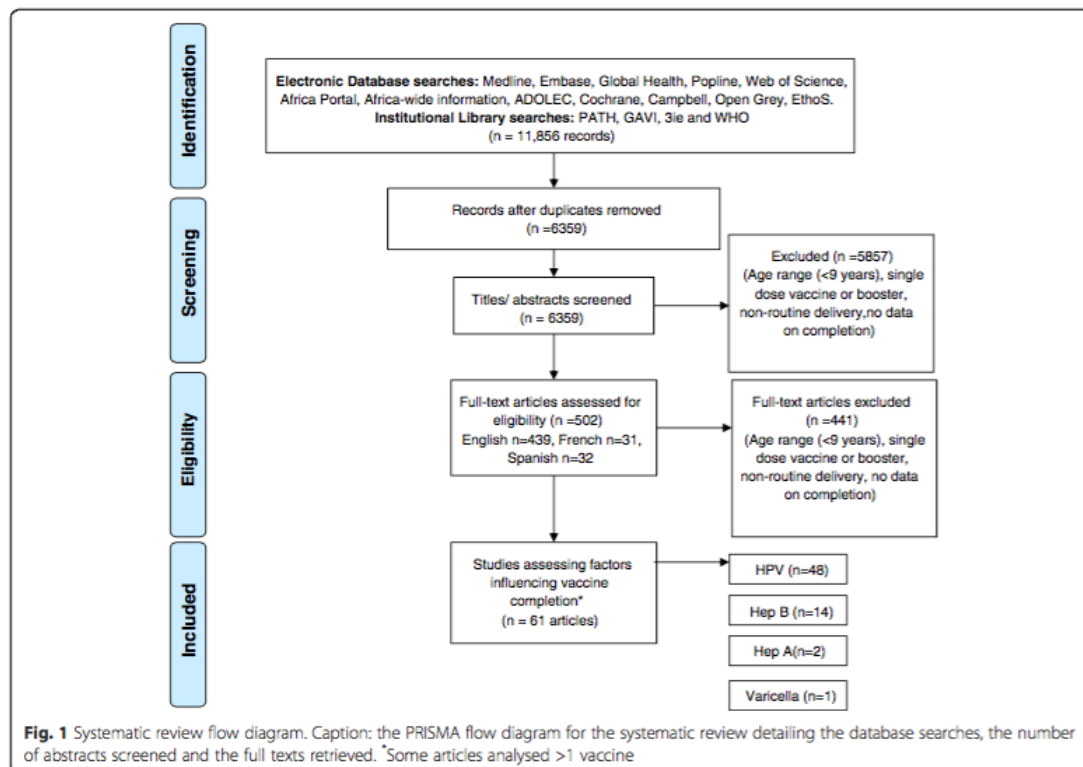 Identification
Electronic Database searches: Medline, Embase, Global Health, Popline, Web of Science,
Africa Portal, Africa-wide information, ADOLEC, Cochrane, Campbell, Open Grey, EthoS.
Institutional Library searches: PATH, GAVI, 3ie and WHO
(n = 11,856 records)
Screening
Records after duplicates removed
(n =6359)
Titles/ abstracts screened
(n = 6359)
Excluded (n =5857)
(Age range (<9 years), single
dose vaccine or booster,
non-routine delivery,no data
on completion)
Eligibility
Full-text articles assessed for
eligibility (n =502)
English n=439, French n=31,
Spanish n=32
Full-text articles excluded
(n =441)
(Age range (<9 years), single
dose vaccine or booster,
non-routine delivery, no data
on completion)
Included
Studies assessing factors
influencing vaccine
completion*
(n = 61 articles)
HPV (n=48)
Hep B (n=14)
Hep A(n=2)
Varicella (n=1)
Fig. 1 Systematic review flow diagram. Caption: the PRISMA flow diagram for the systematic review detailing the database searches, the number
of abstracts screened and the full texts retrieved. *Some articles analysed >1 vaccine